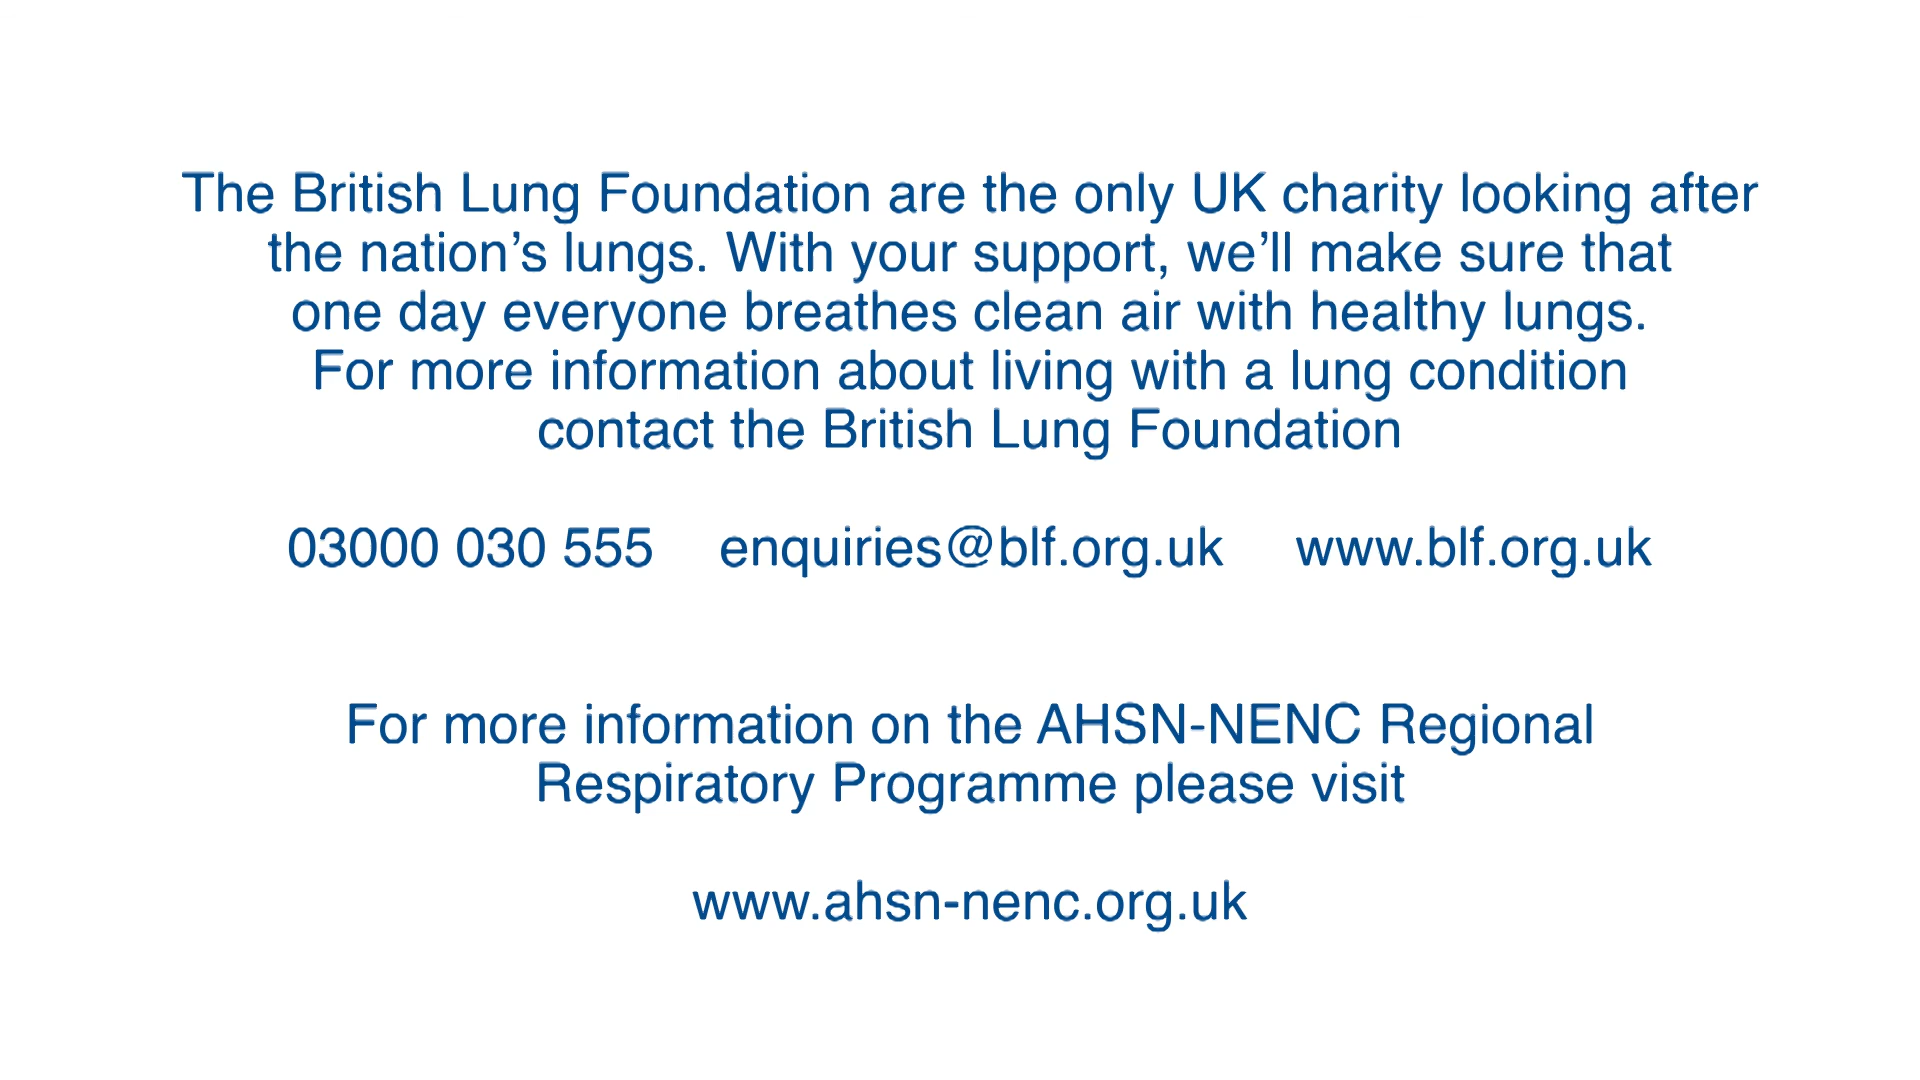 The British Lung Foundation are the only UK charity looking after
the nation’s lungs. With your support, we’ll make sure that
one day everyone breathes clean air with healthy lungs.
For more information about living with a lung condition
contact the British Lung Foundation
03000 030 555 enquiries@blf.org.uk www.blf.org.uk
For more information on the AHSN-NENC Regional
Respiratory Programme please visit
www.ahsn-nenc.org.uk